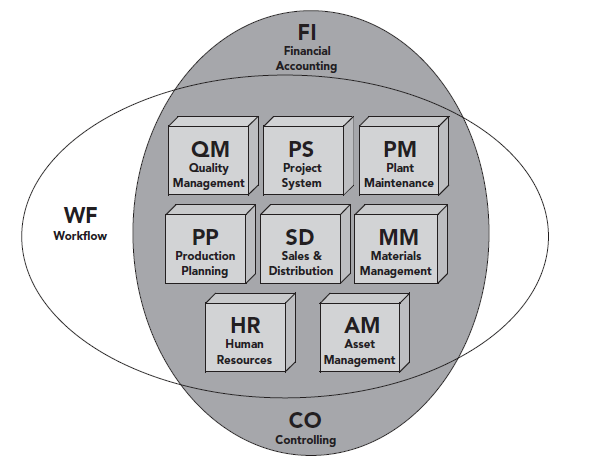 FI
Financial
Accounting
QM
Quality
Management
PS
Project
System
PM
Plant
Maintenance
WF
Workflow
PP
Production
Planning
SD
Sales &
Distribution
MM
Materials
Management
HR
Human
Resources
AM
Asset
Management
CO
Controlling